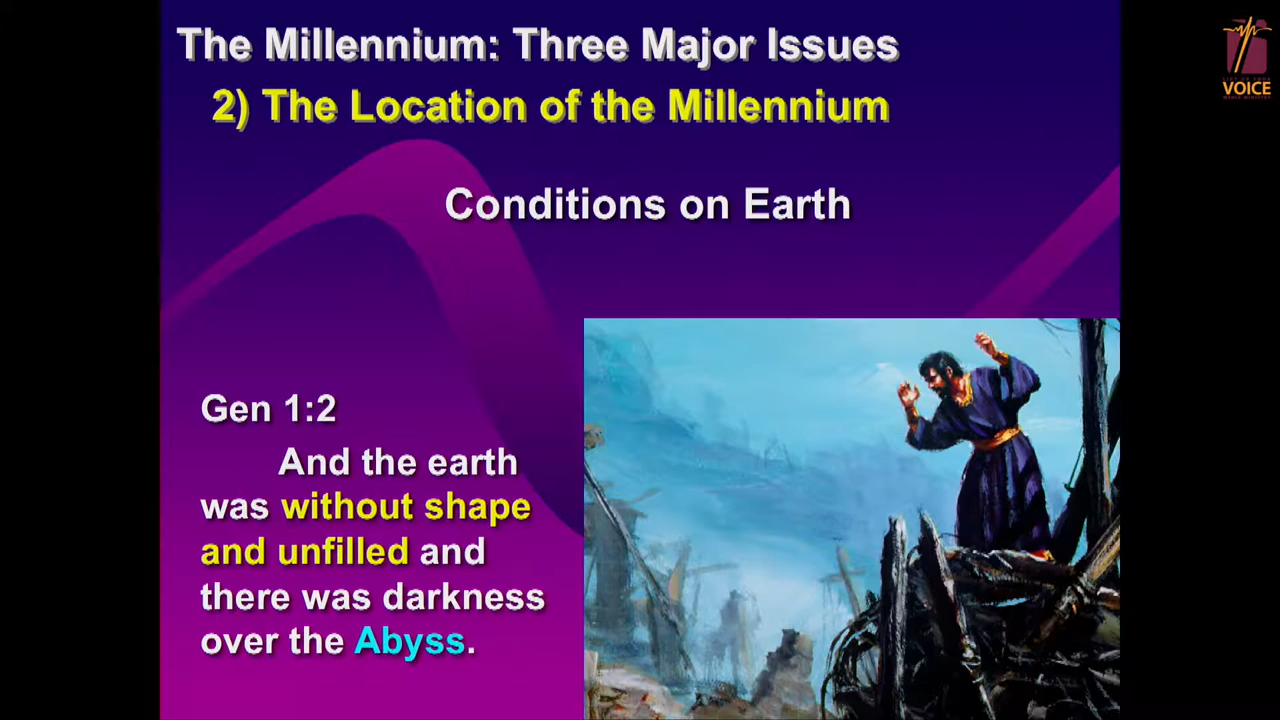 The Millennium: Three Major Issues
2) The Location of the Millennium
Conditions on Earth
Gen 1:2
And the earth
was without shape
and unfilled and
there was darkness
over the Abyss.
VOICE